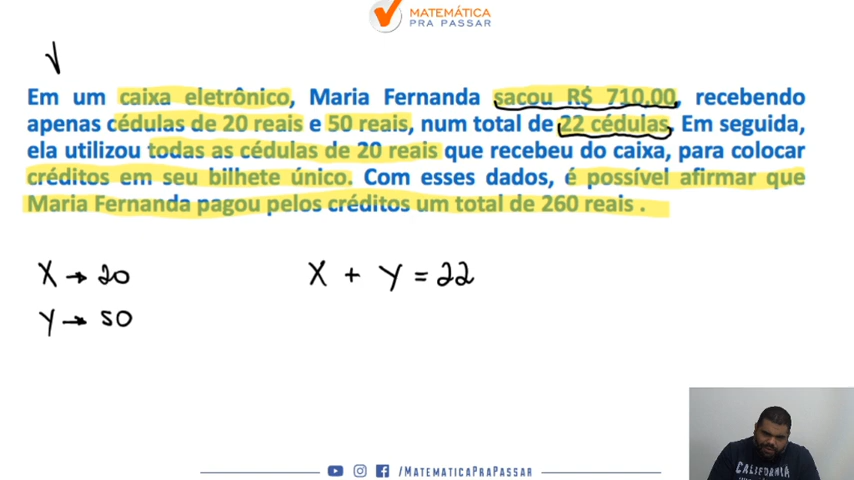 MATEMÁTICA
PRA PASSAR
Em um caixa eletrônico, Maria Fernanda sacou R$ 710,00, recebendo
apenas cédulas de 20 reais e 50 reais, num total de 22 cédulas. Em seguida,
ela utilizou todas as cédulas de 20 reais que recebeu do caixa, para colocar
créditos em seu bilhete único. Com esses dados, é possível afirmar que
Maria Fernanda pagou pelos créditos um total de 260 reais .
X → 20
X + Y = 22
Y → 50
CALIFORNIA
/MATEMATICAPRAPASSAR